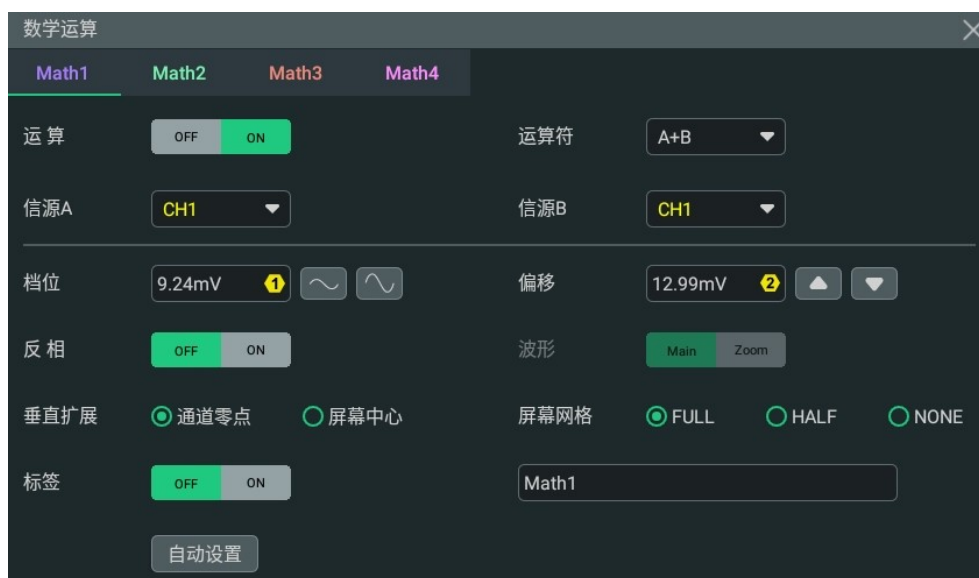 数学运算
Math1 Math2 Math3 Math4
运 算 OFF ON 运算符 A+B
信源A CH1 信源B CH1
档位 9.24mV 1 偏移 12.99mV 2
反 相 OFF ON 波形 Main Zoom
垂直扩展 通道零点 屏幕中心 屏幕网格 FULL HALF NONE
标签 OFF ON Math1
自动设置